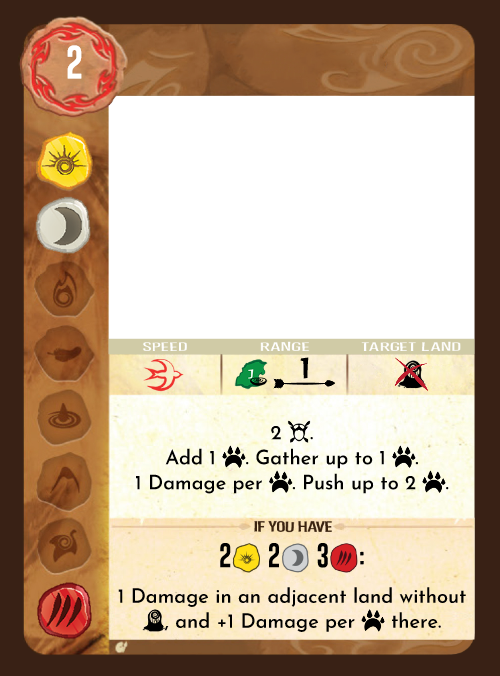 2
SPEED RANGE TARGET LAND
1 1
2 .
Add 1 . Gather up to 1 .
1 Damage per . Push up to 2 .
IF YOU HAVE
2 2 3 :
1 Damage in an adjacent land without
, and +1 Damage per there.